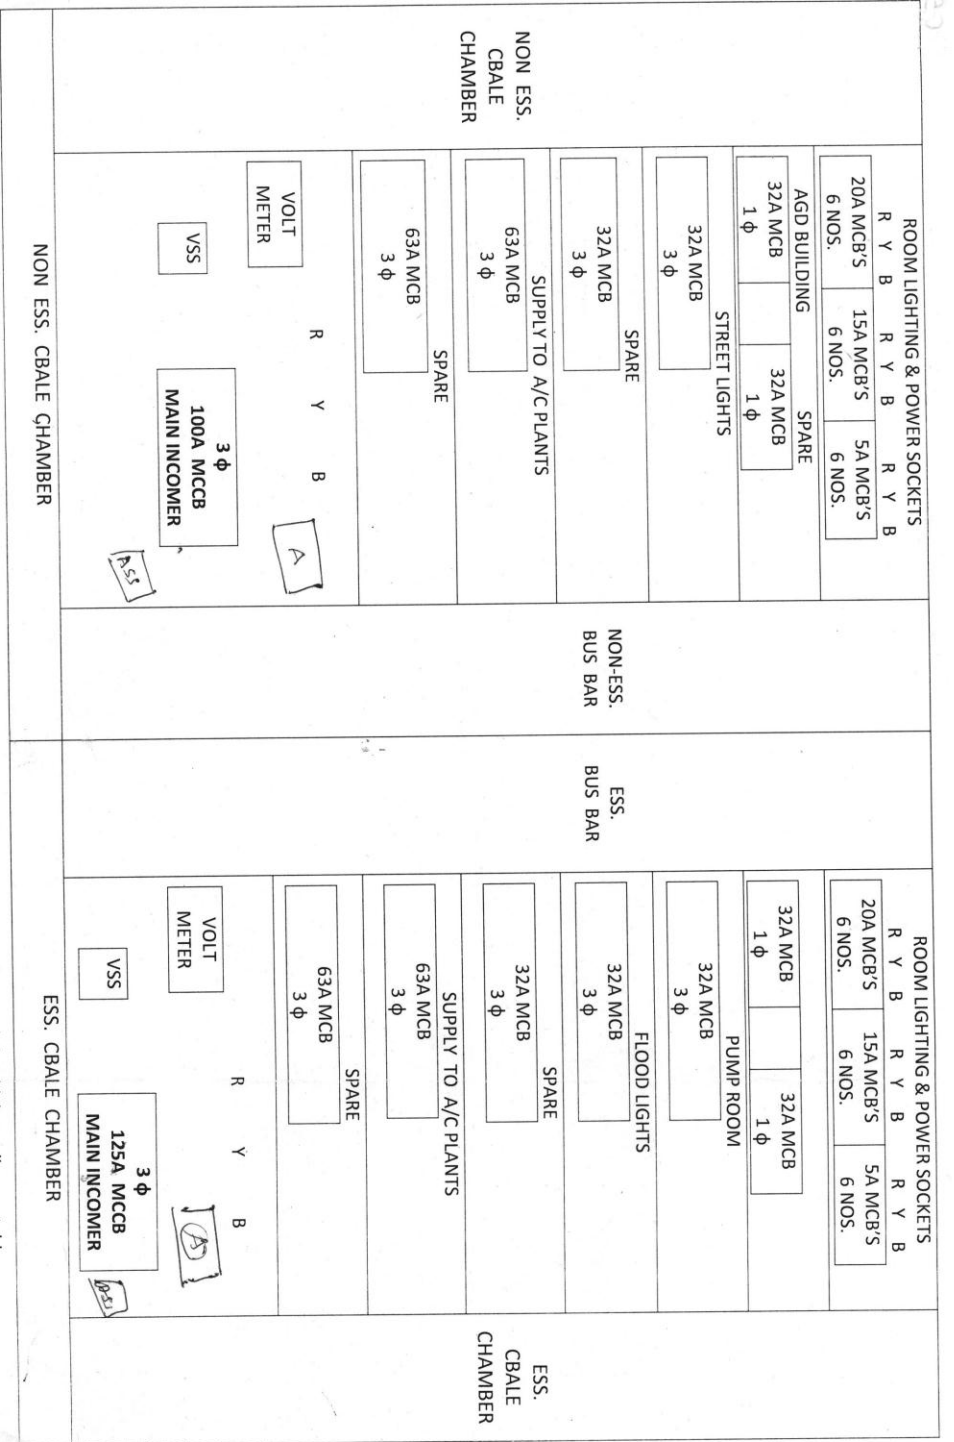 NON ESS.
CBALE
CHAMBER
ROOM LIGHTING & POWER SOCKETS
R Y B R Y B R Y B
20A MCB'S 15A MCB'S 5A MCB'S
6 NOS. 6 NOS. 6 NOS.
AGD BUILDING SPARE
32A MCB 32A MCB
1 ф 1 ф
STREET LIGHTS
32A MCB
3 ф
SPARE
32A MCB
3 ф
SUPPLY TO A/C PLANTS
63A MCB
3 ф
SPARE
63A MCB
3 ф
R Y B
VOLT
METER
A
VSS
3 ф
100A MCCB
MAIN INCOMER
ASS
NON ESS. CBALE CHAMBER
NON-ESS.
BUS BAR
ESS.
BUS BAR
ROOM LIGHTING & POWER SOCKETS
R Y B R Y B R Y B
20A MCB'S 15A MCB'S 5A MCB'S
6 NOS. 6 NOS. 6 NOS.
32A MCB 32A MCB
1 ф 1 ф
PUMP ROOM
32A MCB
3 ф
FLOOD LIGHTS
32A MCB
3 ф
SPARE
32A MCB
3 ф
SUPPLY TO A/C PLANTS
63A MCB
3 ф
SPARE
63A MCB
3 ф
R Y B
VOLT
METER
A
VSS
3 ф
125A MCCB
MAIN INCOMER
ASS
ESS. CBALE CHAMBER
ESS.
CBALE
CHAMBER